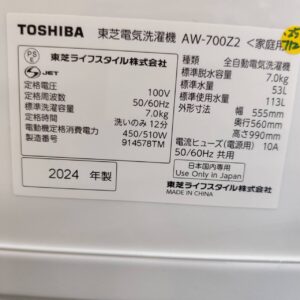 TOSHIBA 東芝電気洗濯機 AW-700Z2 <家庭用
PS E
JET
東芝ライフスタイル株式会社
定格電圧 100V
定格周波数 50/60Hz
標準洗濯容量 7.0kg
標準コース 洗いのみ 12分
定格電動機消費電力 450/510W
製造番号 914578TM
2024 年製
種類 全自動電気洗濯機
標準脱水容量 7.0kg
標準水量 53L
標準使用水量 113L
外形寸法 幅 555mm
奥行560mm
高さ990mm
電流ヒューズ(電源用) 10A
50/60Hz 共用
日本国内専用
Use only in Japan
東芝ライフスタイル株式会社
MADE IN CHINA